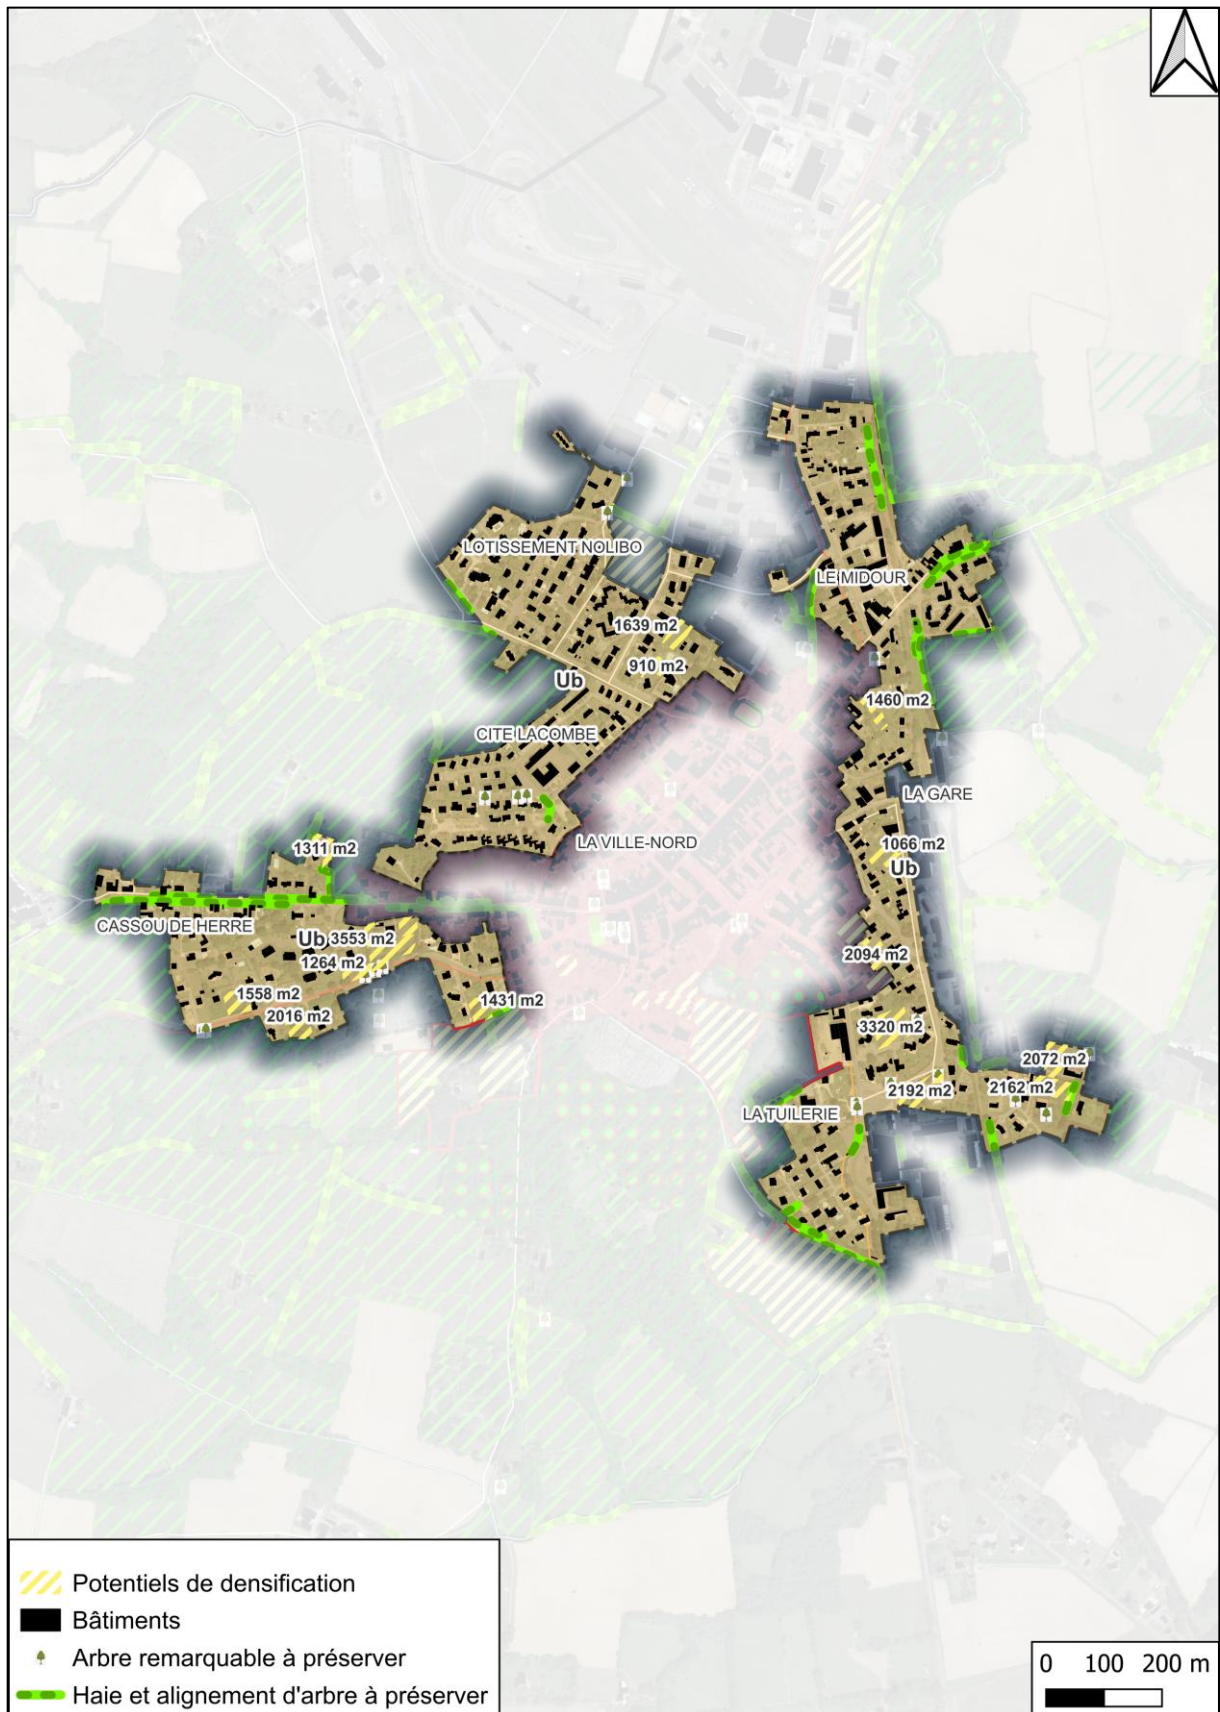 LOTISSEMENT NOLIBO
LE MIDOUR
1639 m2
910 m2
Ub
1460 m2
CITE LACOMBE
LA GARE
LA VILLE-NORD
1066 m2
Ub
1311 m2
CASSOU DE HERRE
Ub
3553 m2
1264 m2
2094 m2
1558 m2
2016 m2
1431 m2
3320 m2
2072 m2
2162 m2
2192 m2
LA TUILERIE
Potentiels de densification
Bâtiments
Arbre remarquable à préserver
Haie et alignement d'arbre à préserver
0 100 200 m